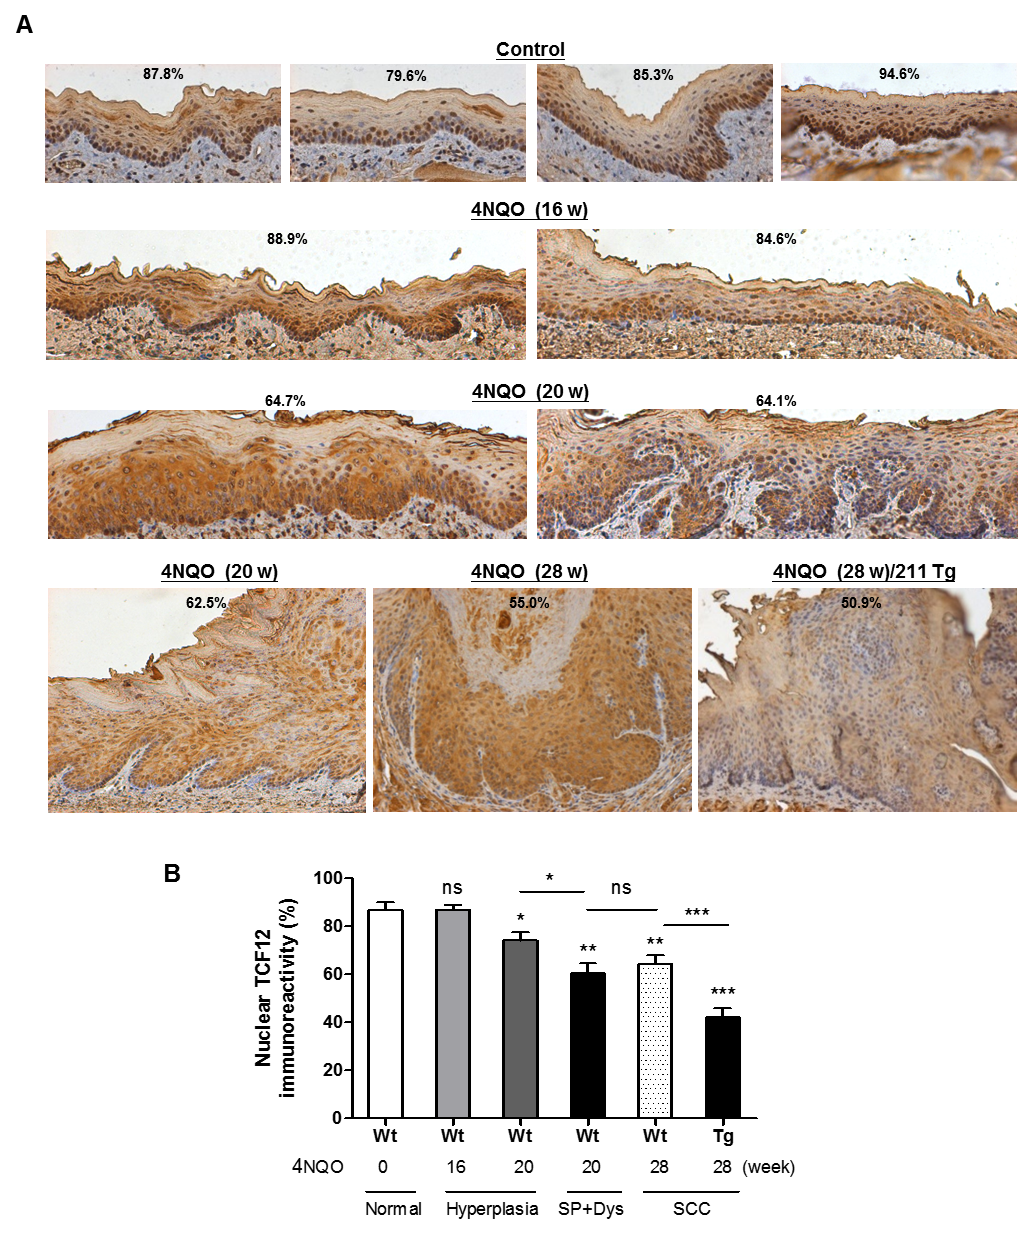 A
Control
87.8% 79.6% 85.3% 94.6%
4NQO (16 w)
88.9% 84.6%
4NQO (20 w)
64.7% 64.1%
4NQO (20 w) 4NQO (28 w) 4NQO (28 w)/211 Tg
62.5% 55.0% 50.9%
B
Nuclear TCF12
immunoreactivity (%)
100
80
60
40
20
0
ns * * ** ns ** *** ***
Wt Wt Wt Wt Wt Tg
4NQO 0 16 20 20 28 28 (week)
Normal Hyperplasia SP+Dys SCC